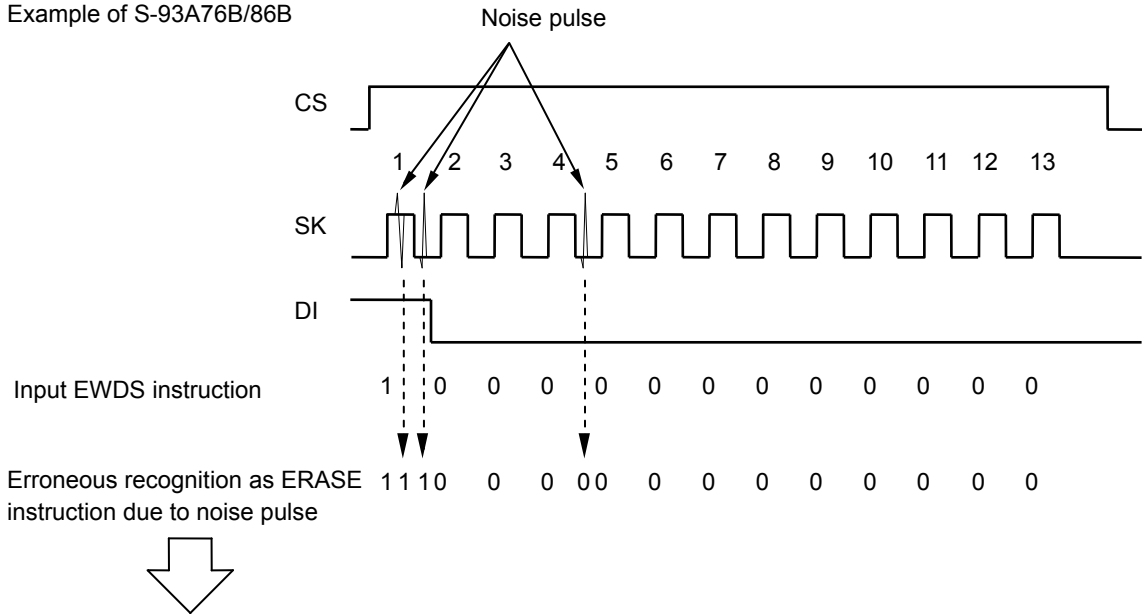 Example of S-93A76B/86B
Noise pulse
CS
1 2 3 4 5 6 7 8 9 10 11 12 13
SK
DI
Input EWDS instruction 1 0 0 0 0 0 0 0 0 0 0 0 0
Erroneous recognition as ERASE 1 1 1 0 0 0 0 0 0 0 0 0 0 0 0 0
instruction due to noise pulse